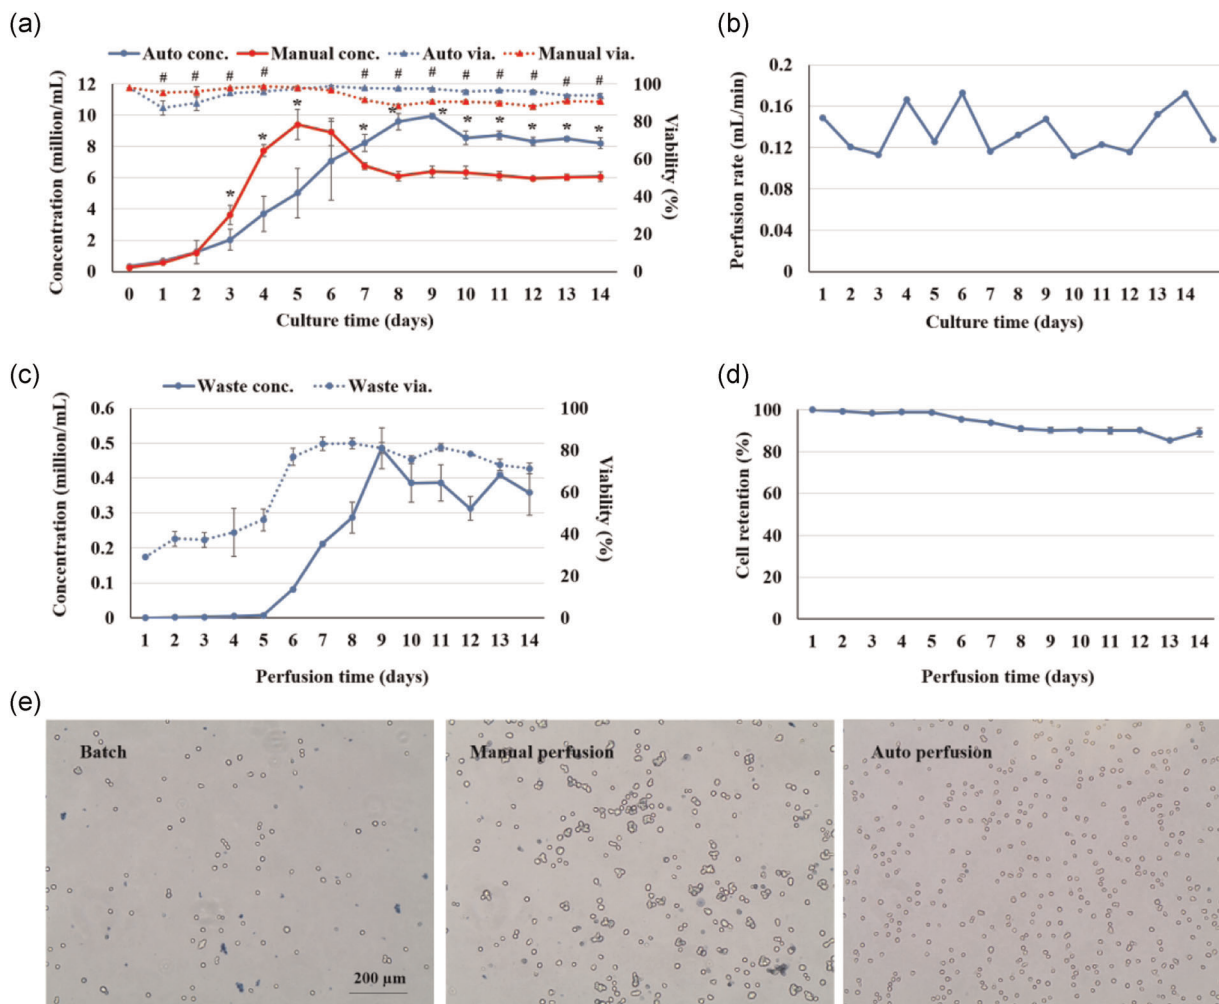 (a)
Auto conc. Manual conc. Auto via. Manual via.
12
10
8
6
4
2
0
Concentration (million/mL)
100
80
60
40
20
0
Viability (%)
# # # # # # # # # # # #
* * * * * * * * * * *
0 1 2 3 4 5 6 7 8 9 10 11 12 13 14
Culture time (days)
(b)
0.2
0.16
0.12
0.08
0.04
0
Perfusion rate (mL/min)
1 2 3 4 5 6 7 8 9 10 11 12 13 14
Culture time (days)
(c)
Waste conc. Waste via.
0.6
0.5
0.4
0.3
0.2
0.1
0
Concentration (million/mL)
100
80
60
40
20
0
Viability (%)
1 2 3 4 5 6 7 8 9 10 11 12 13 14
Perfusion time (days)
(d)
100
80
60
40
20
0
Cell retention (%)
1 2 3 4 5 6 7 8 9 10 11 12 13 14
Perfusion time (days)
(e)
Batch
200 µm
Manual perfusion
Auto perfusion